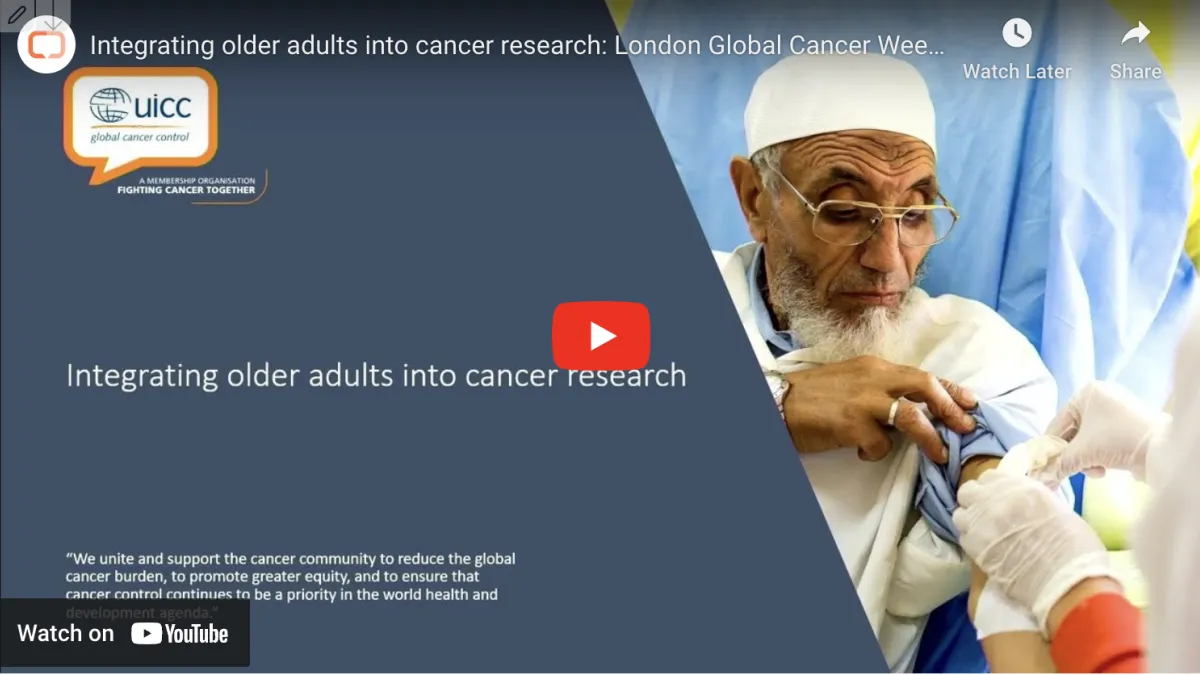 Integrating older adults into cancer research: London Global Cancer Wee...
Watch Later
Share
uicc
global cancer control
A MEMBERSHIP ORGANISATION
FIGHTING CANCER TOGETHER
Integrating older adults into cancer research
“We unite and support the cancer community to reduce the global
cancer burden, to promote greater equity, and to ensure that
cancer control continues to be a priority in the world health and
development agenda.”
Watch on YouTube